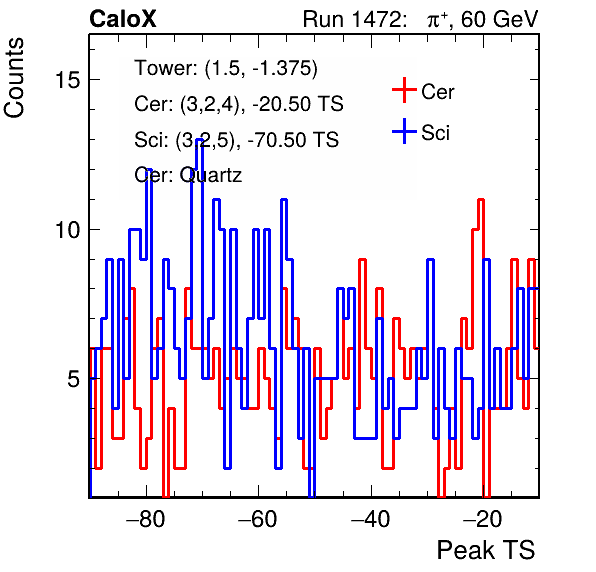 CaloX Run 1472: π⁺, 60 GeV
Counts
15
10
5
Tower: (1.5, -1.375)
Cer: (3,2,4), -20.50 TS
Sci: (3,2,5), -70.50 TS
Cer: Quartz
Cer
Sci
−80 −60 −40 −20
Peak TS